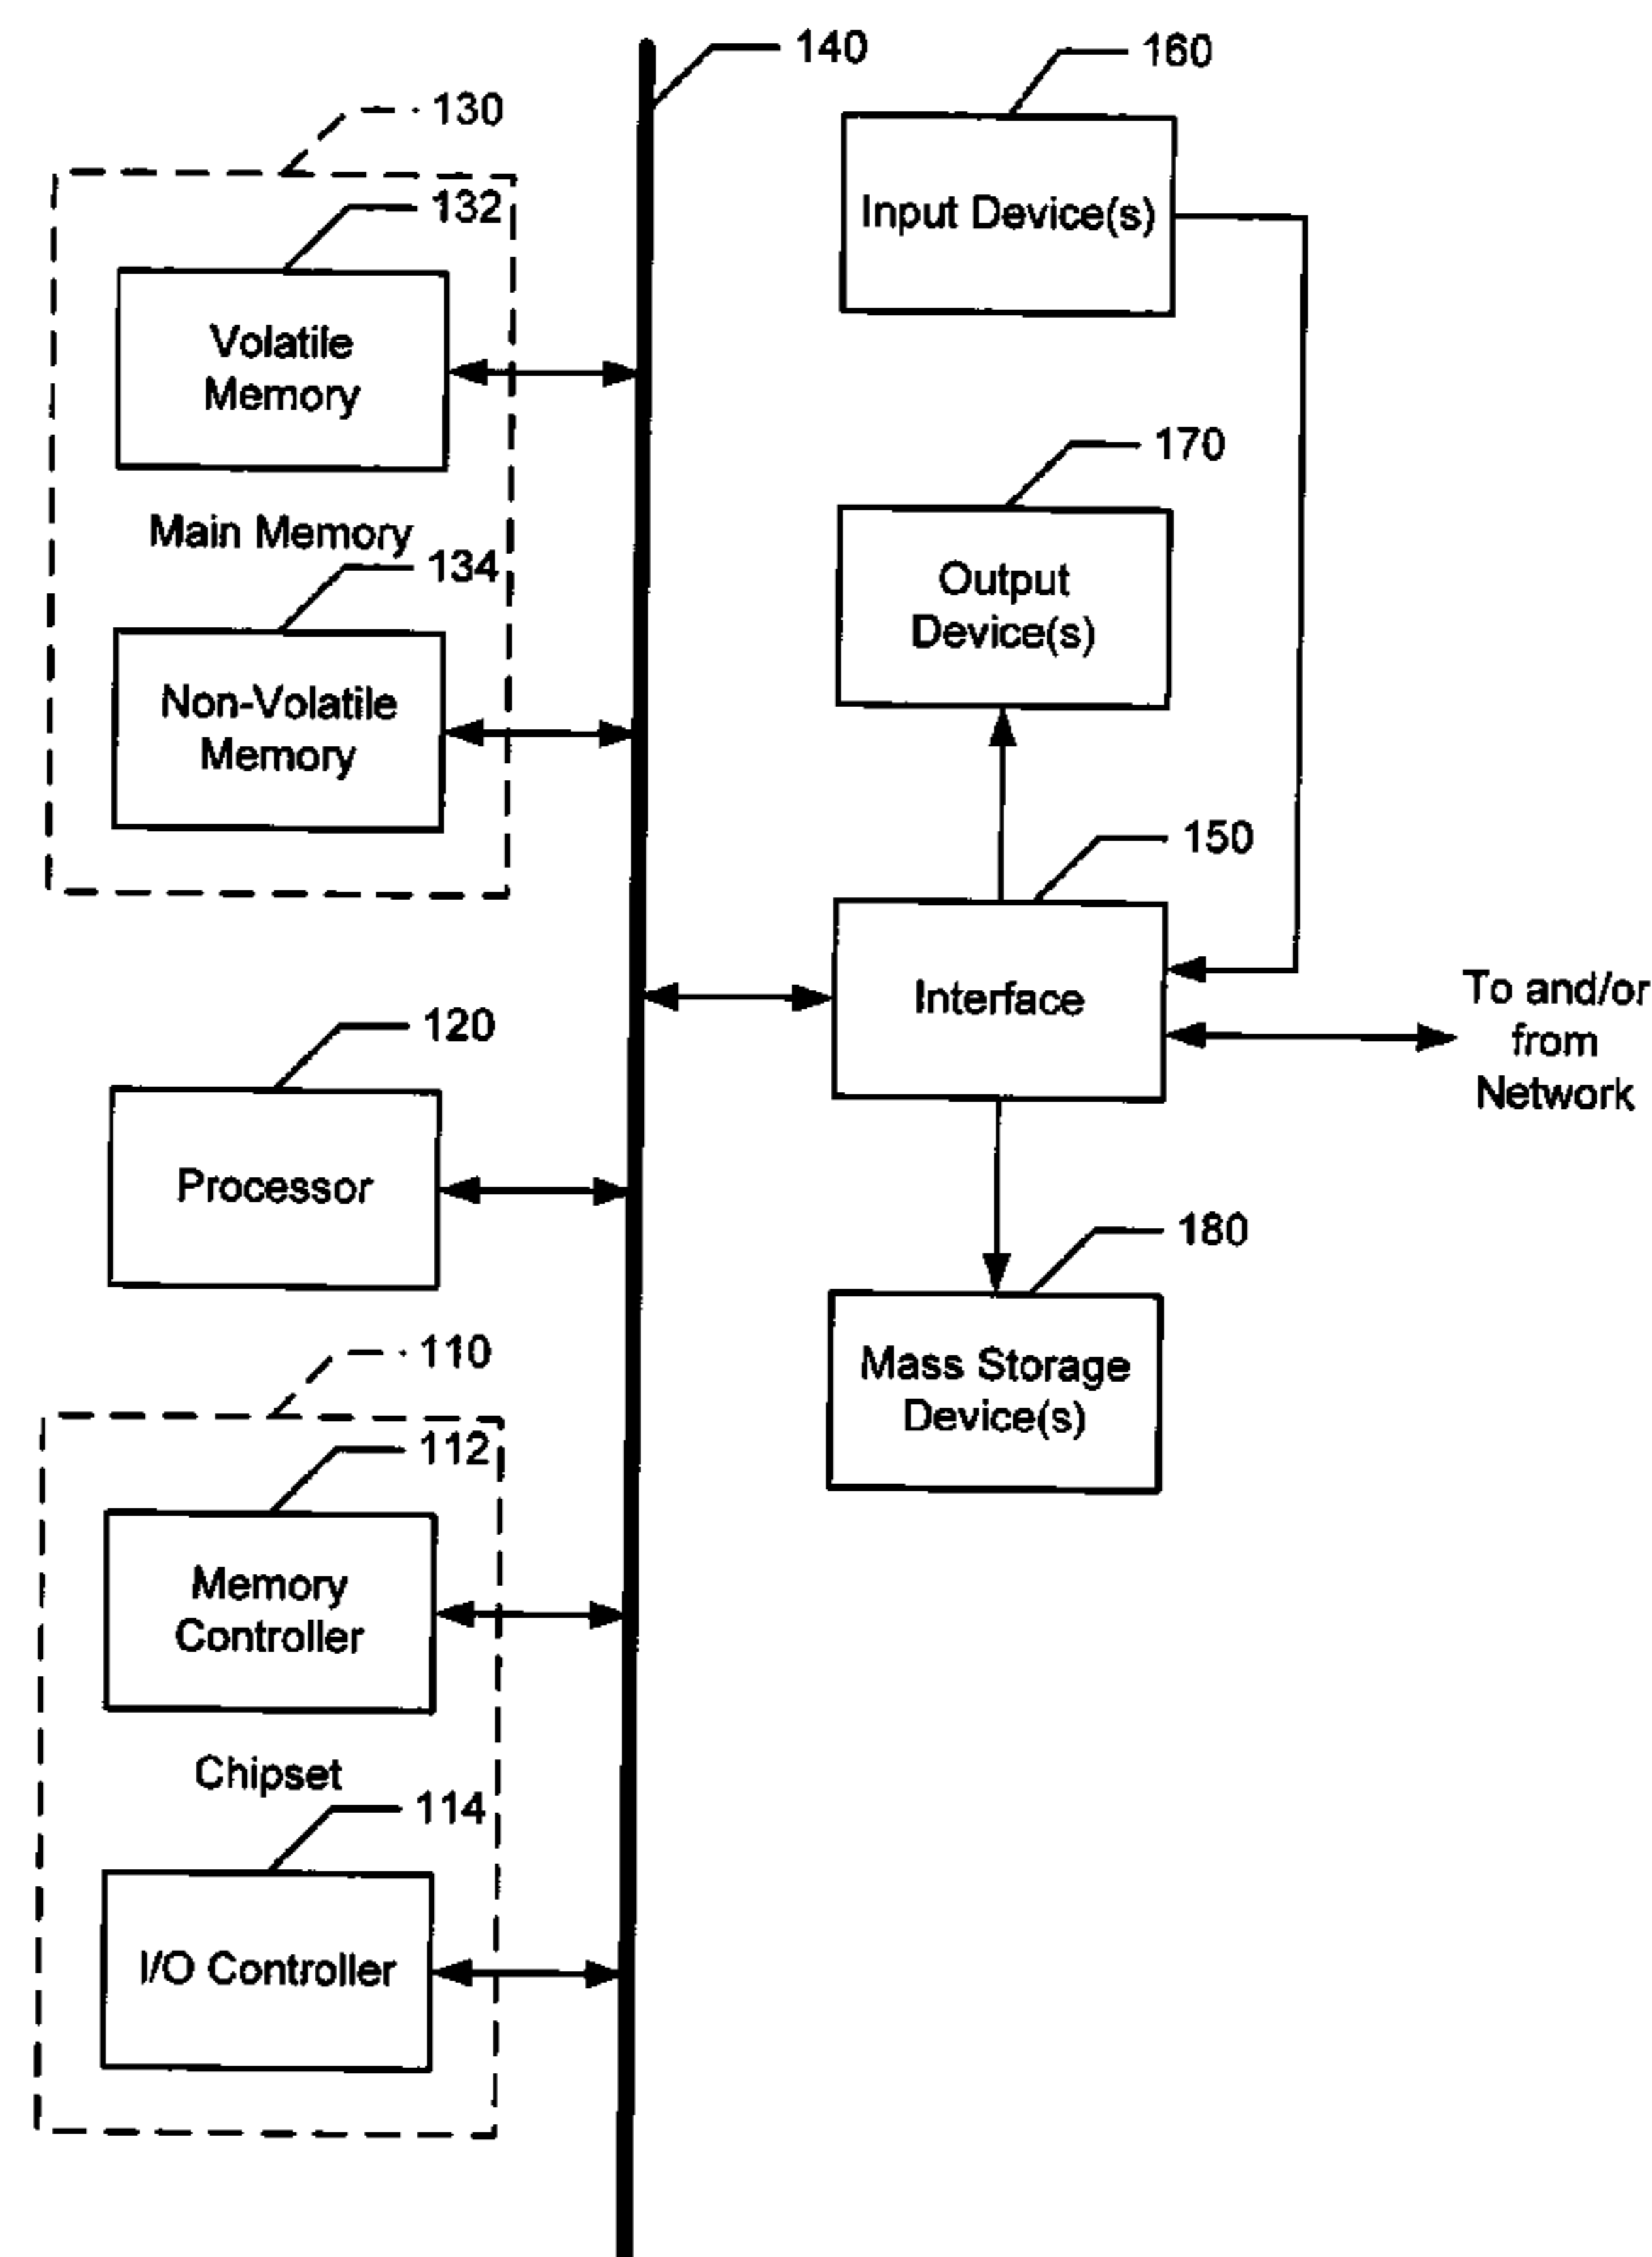 140
160
130
132
Input Device(s)
Volatile
Memory
170
Main Memory
134
Output
Device(s)
Non-Volatile
Memory
150
Interface
To and/or
from
Network
120
Processor
180
110
Mass Storage
Device(s)
112
Memory
Controller
Chipset
114
I/O Controller